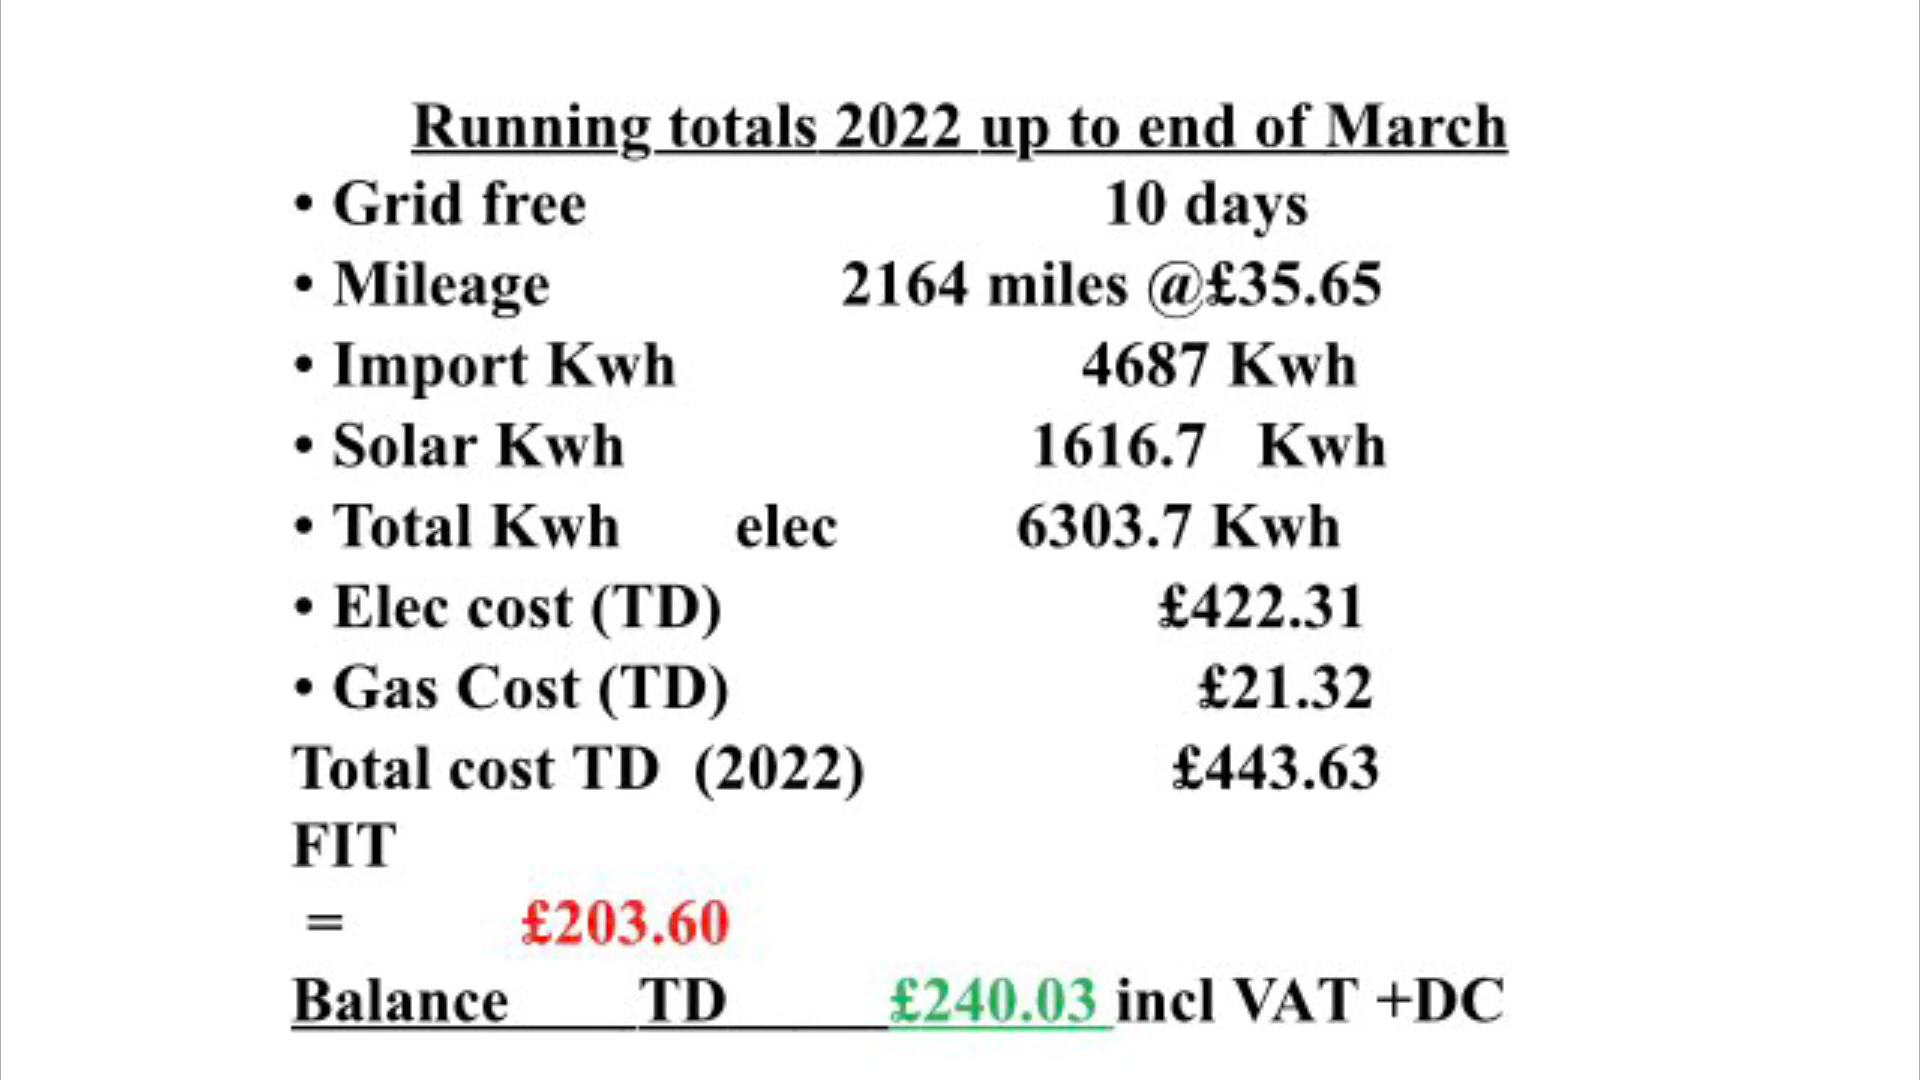 Running totals 2022 up to end of March
• Grid free 10 days
• Mileage 2164 miles @£35.65
• Import Kwh 4687 Kwh
• Solar Kwh 1616.7 Kwh
• Total Kwh elec 6303.7 Kwh
• Elec cost (TD) £422.31
• Gas Cost (TD) £21.32
Total cost TD (2022) £443.63
FIT
= £203.60
Balance TD £240.03 incl VAT +DC